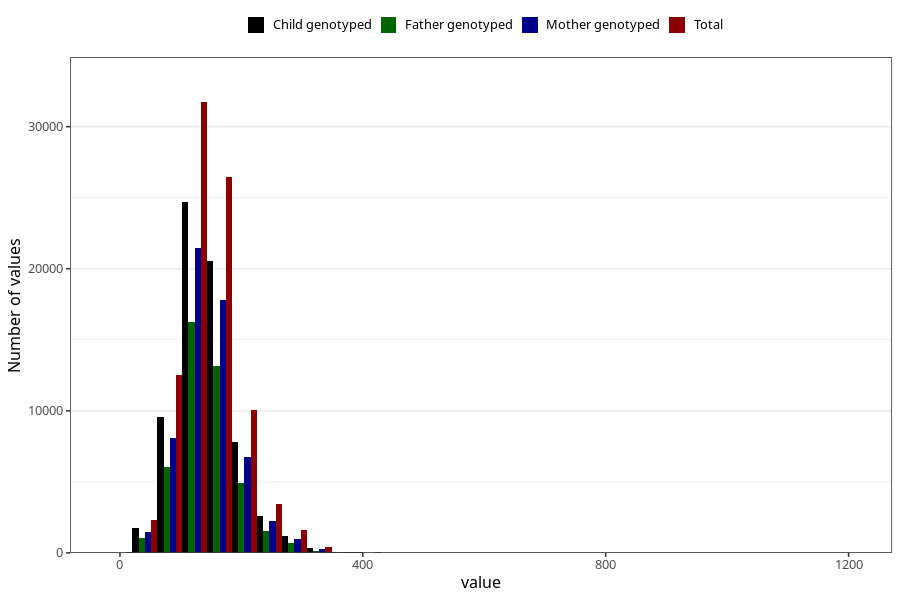 Child genotyped Father genotyped Mother genotyped Total
Number of values
30000
20000
10000
0
0 400 800 1200
value